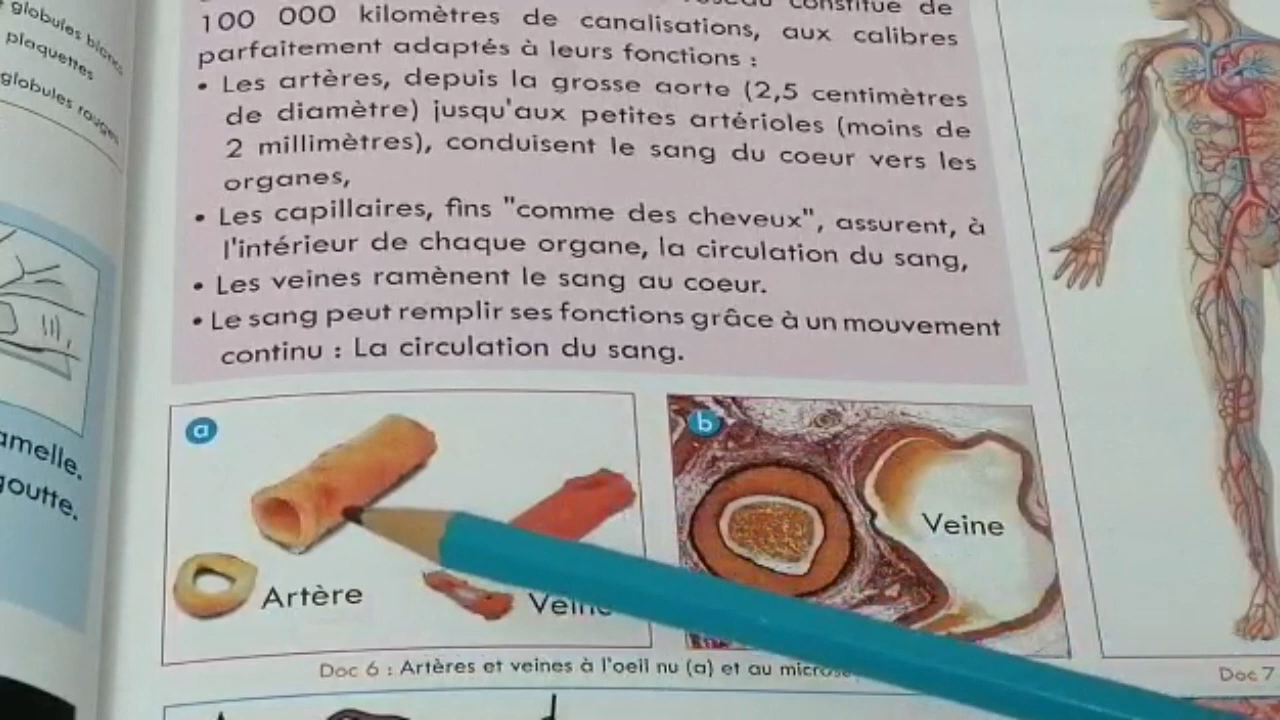 globules blancs
plaquettes
globules rouges
amelle.
goutte.
constitué de
100 000 kilomètres de canalisations, aux calibres
parfaitement adaptés à leurs fonctions :
• Les artères, depuis la grosse aorte (2,5 centimètres
de diamètre) jusqu'aux petites artérioles (moins de
2 millimètres), conduisent le sang du coeur vers les
organes,
• Les capillaires, fins "comme des cheveux", assurent, à
l'intérieur de chaque organe, la circulation du sang,
• Les veines ramènent le sang au coeur.
• Le sang peut remplir ses fonctions grâce à un mouvement
continu : La circulation du sang.
a
Artère
Veine
b
Veine
Doc 6 : Artères et veines à l'oeil nu (a) et au
Doc 7